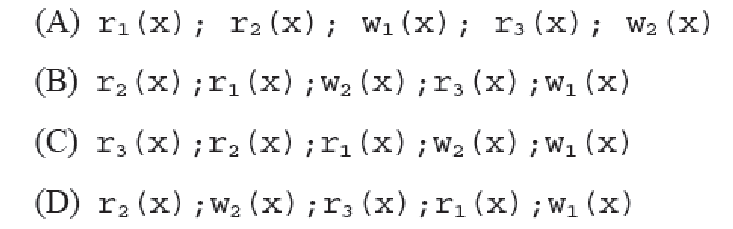 (A) r₁(x); r₂(x); w₁(x); r₃(x); w₂(x)
(B) r₂(x);r₁(x);w₂(x);r₃(x);w₁(x)
(C) r₃(x);r₂(x);r₁(x);w₂(x);w₁(x)
(D) r₂(x);w₂(x);r₃(x);r₁(x);w₁(x)